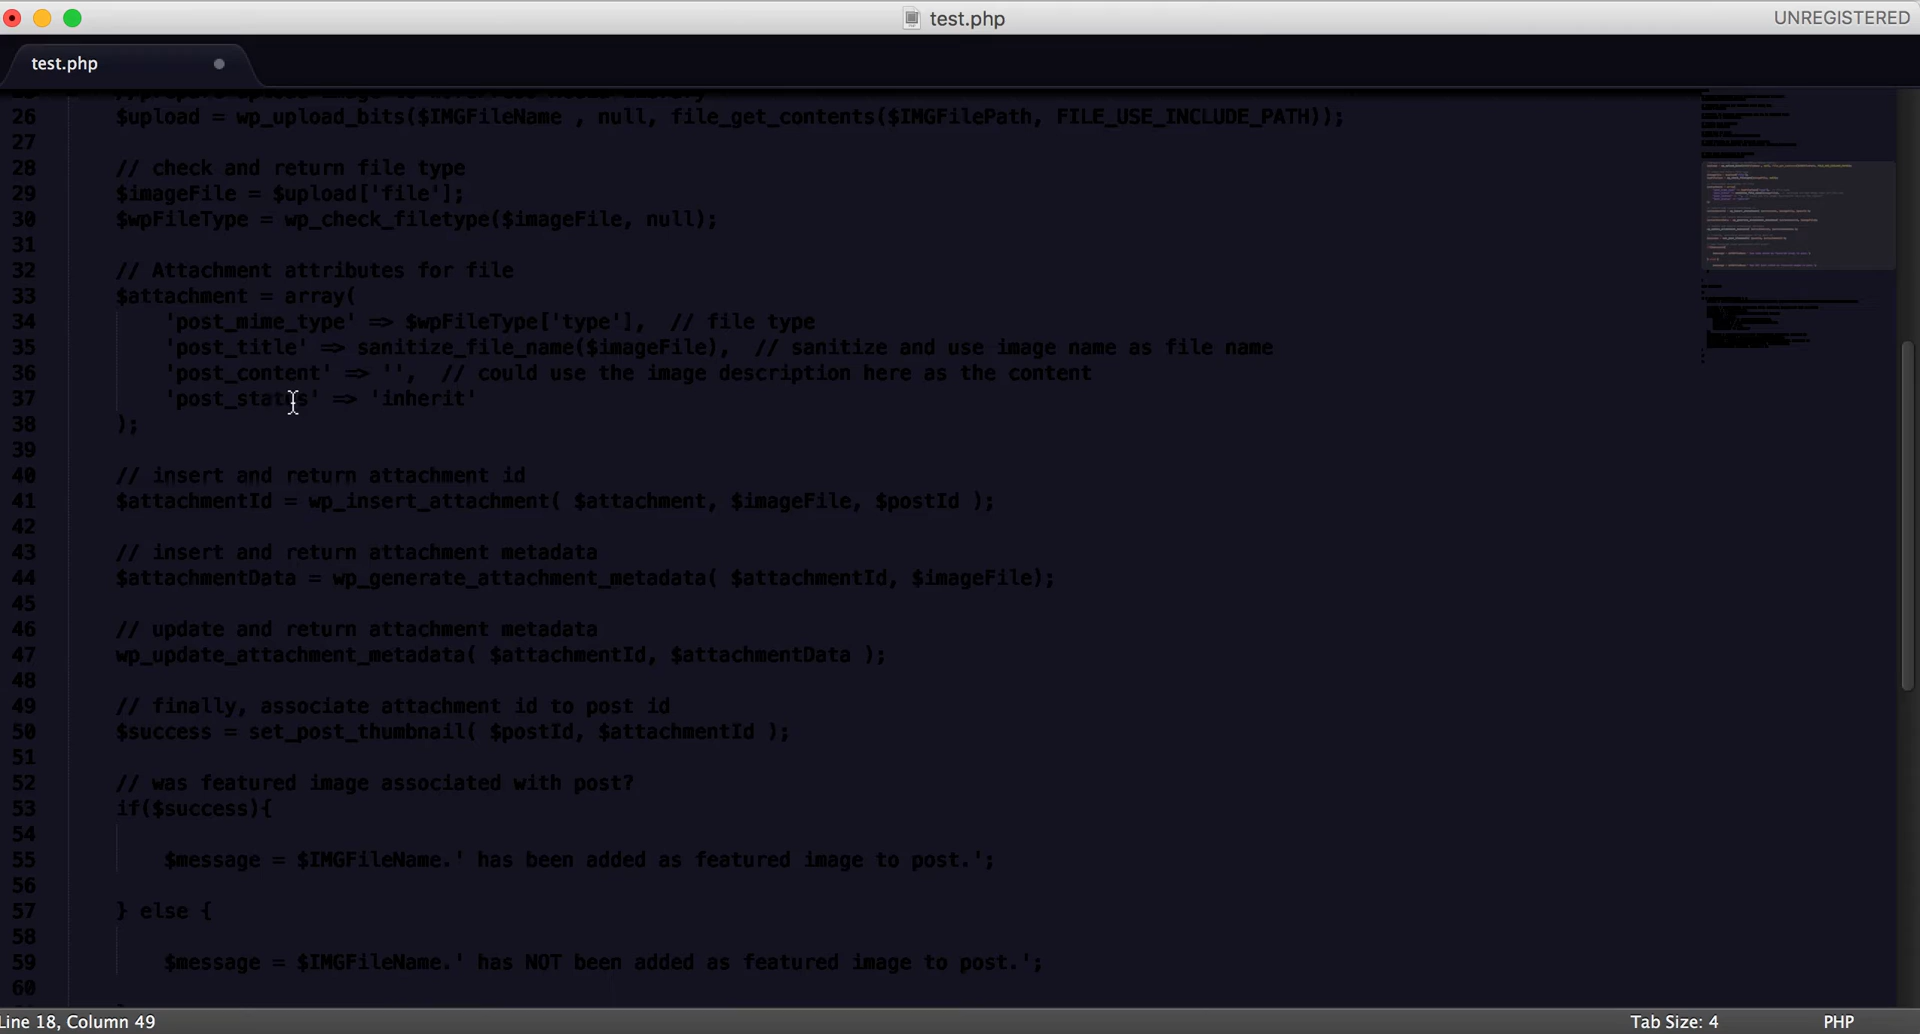 test.php
UNREGISTERED
test.php
26 $upload = wp_upload_bits($IMGFileName , null, file_get_contents($IMGFilePath, FILE_USE_INCLUDE_PATH));
27
28 // check and return file type
29 $imageFile = $upload['file'];
30 $wpFileType = wp_check_filetype($imageFile, null);
31
32 // Attachment attributes for file
33 $attachment = array(
34 'post_mime_type' => $wpFileType['type'],  // file type
35 'post_title' => sanitize_file_name($imageFile),  // sanitize and use image name as file name
36 'post_content' => '',  // could use the image description here as the content
37 'post_status' => 'inherit'
38 );
39
40 // insert and return attachment id
41 $attachmentId = wp_insert_attachment( $attachment, $imageFile, $postId );
42
43 // insert and return attachment metadata
44 $attachmentData = wp_generate_attachment_metadata( $attachmentId, $imageFile);
45
46 // update and return attachment metadata
47 wp_update_attachment_metadata( $attachmentId, $attachmentData );
48
49 // finally, associate attachment id to post id
50 $success = set_post_thumbnail( $postId, $attachmentId );
51
52 // was featured image associated with post?
53 if($success){
54
55 $message = $IMGFileName.' has been added as featured image to post.';
56
57 } else {
58
59 $message = $IMGFileName.' has NOT been added as featured image to post.';
60
Line 18, Column 49
Tab Size: 4
PHP